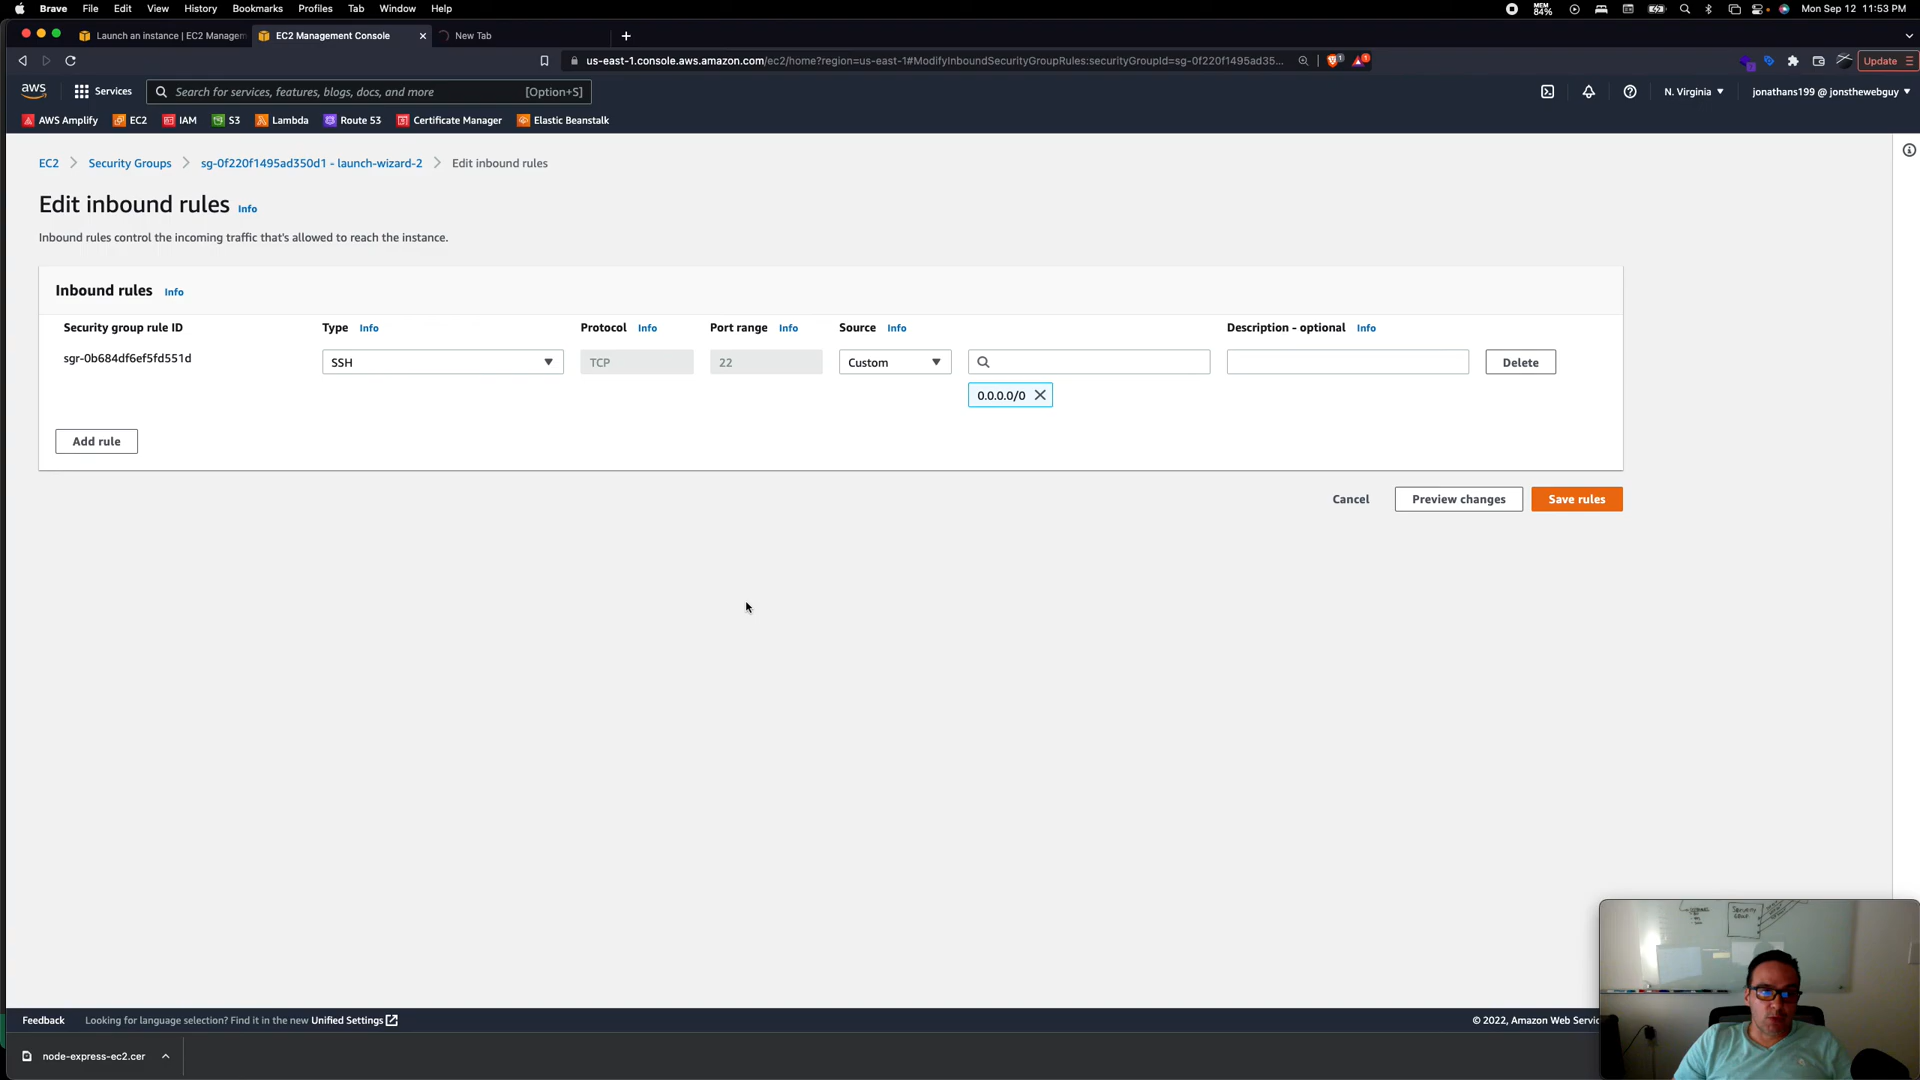 Brave File Edit View History Bookmarks Profiles Tab Window Help MEM 84% Mon Sep 12 11:53 PM
Launch an instance | EC2 Managem EC2 Management Console New Tab
us-east-1.console.aws.amazon.com/ec2/home?region=us-east-1#ModifyInboundSecurityGroupRules:securityGroupId=sg-0f220f1495ad35... Update
aws Services Search for services, features, blogs, docs, and more [Option+S] N. Virginia jonathans199 @ jonsthewebguy
AWS Amplify EC2 IAM S3 Lambda Route 53 Certificate Manager Elastic Beanstalk
EC2 Security Groups sg-0f220f1495ad350d1 - launch-wizard-2 Edit inbound rules
Edit inbound rules Info
Inbound rules control the incoming traffic that's allowed to reach the instance.
Inbound rules Info
Security group rule ID Type Info Protocol Info Port range Info Source Info Description - optional Info
sgr-0b684df6ef5fd551d SSH TCP 22 Custom Delete
0.0.0.0/0
Add rule
Cancel Preview changes Save rules
Feedback Looking for language selection? Find it in the new Unified Settings © 2022, Amazon Web Servic
node-express-ec2.cer